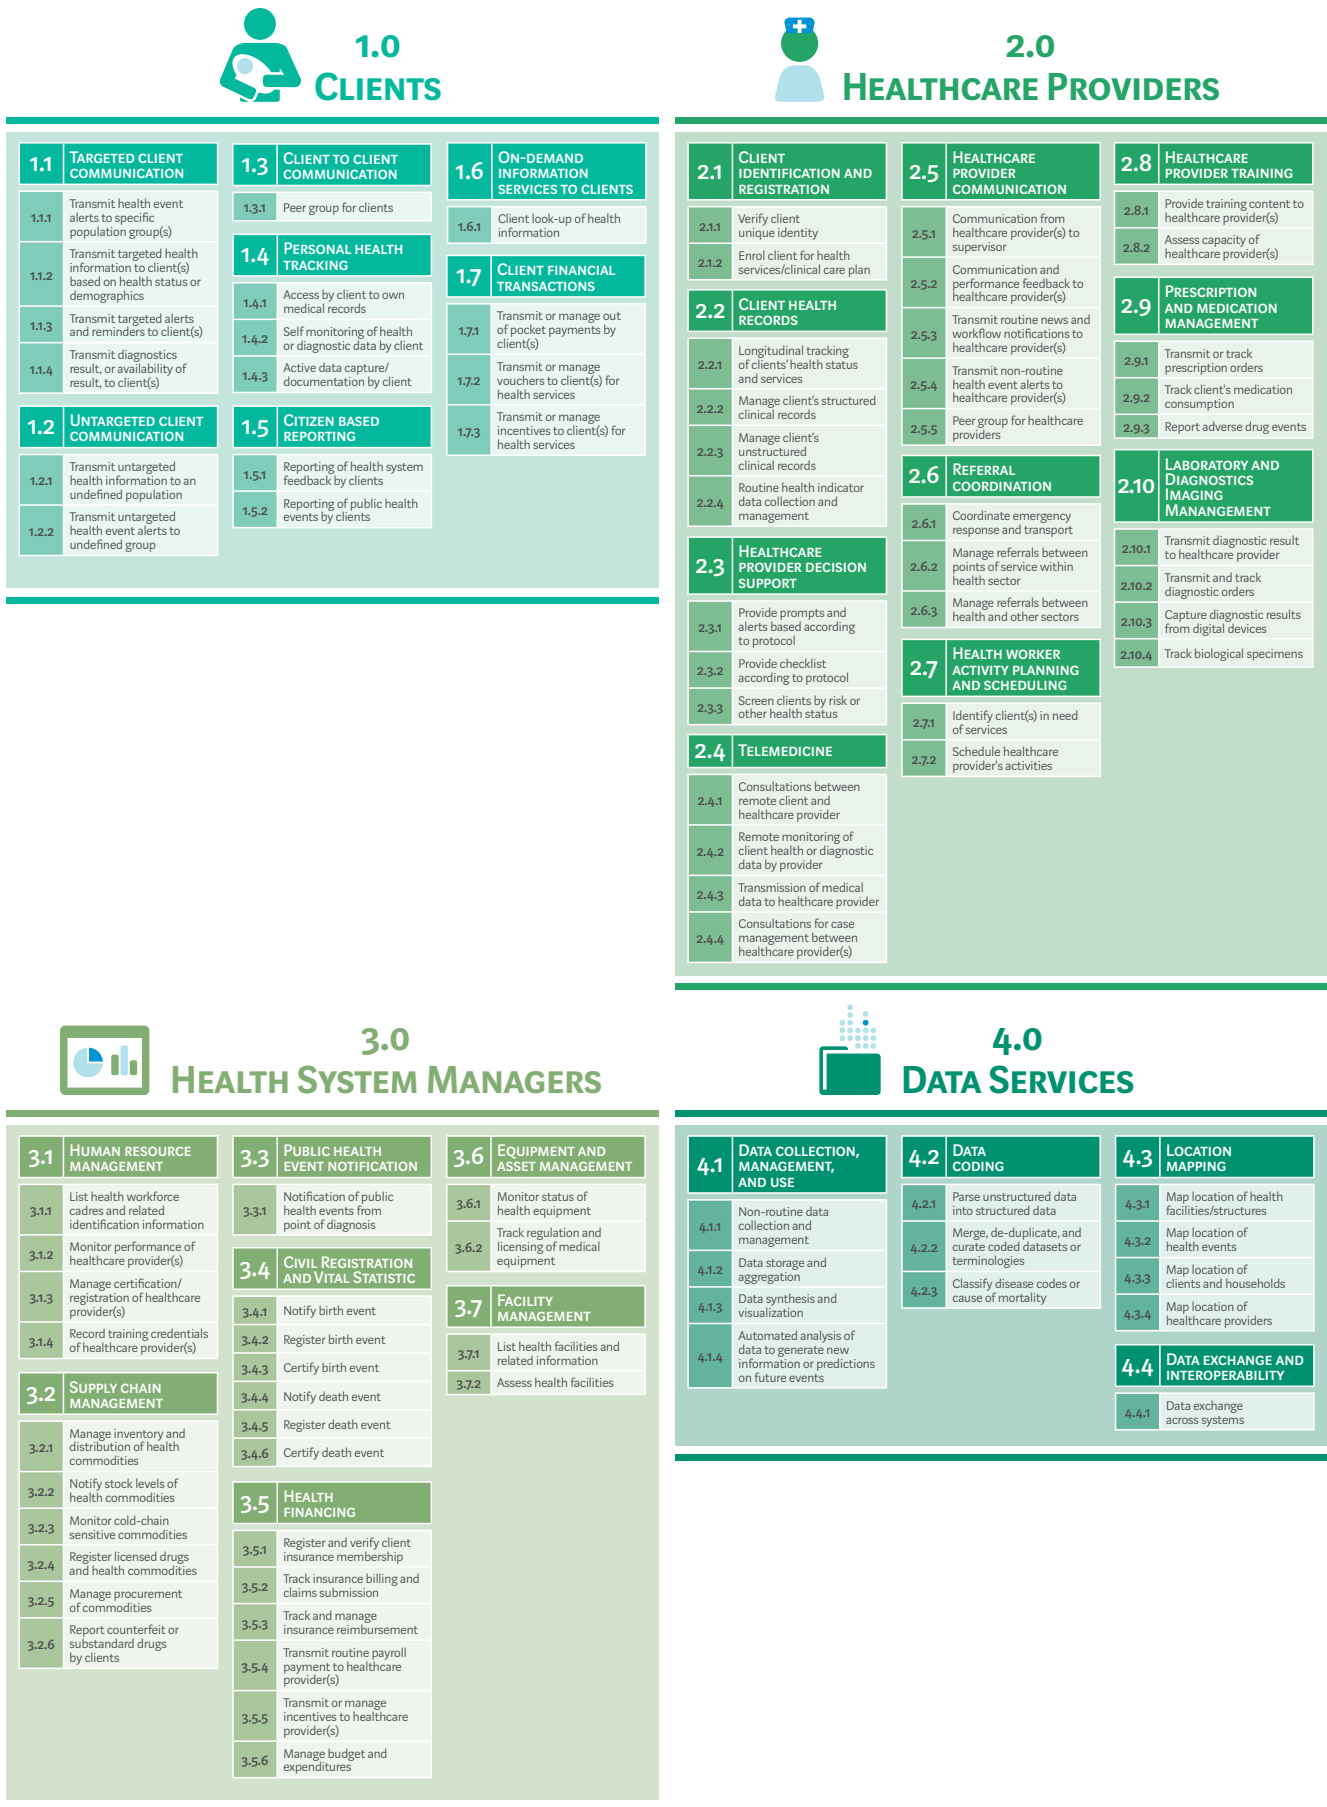 1.0
CLIENTS
1.1
TARGETED CLIENT
COMMUNICATION
1.1.1
Transmit health event
alerts to specific
population group(s)
1.1.2
Transmit targeted health
information to client(s)
based on health status or
demographics
1.1.3
Transmit targeted alerts
and reminders to client(s)
1.1.4
Transmit diagnostics
result, or availability of
result, to client(s)
1.2
UNTARGETED CLIENT
COMMUNICATION
1.2.1
Transmit untargeted
health information to an
undefined population
1.2.2
Transmit untargeted
health event alerts to
undefined group
1.3
CLIENT TO CLIENT
COMMUNICATION
1.3.1
Peer group for clients
1.4
PERSONAL HEALTH
TRACKING
1.4.1
Access by client to own
medical records
1.4.2
Self monitoring of health
or diagnostic data by client
1.4.3
Active data capture/
documentation by client
1.5
CITIZEN BASED
REPORTING
1.5.1
Reporting of health system
feedback by clients
1.5.2
Reporting of public health
events by clients
1.6
ON-DEMAND
INFORMATION
SERVICES TO CLIENTS
1.6.1
Client look-up of health
information
1.7
CLIENT FINANCIAL
TRANSACTIONS
1.7.1
Transmit or manage out
of pocket payments by
client(s)
1.7.2
Transmit or manage
vouchers to client(s) for
health services
1.7.3
Transmit or manage
incentives to client(s) for
health services
2.0
HEALTHCARE PROVIDERS
2.1
CLIENT
IDENTIFICATION AND
REGISTRATION
2.1.1
Verify client
unique identity
2.1.2
Enrol client for health
services/clinical care plan
2.2
CLIENT HEALTH
RECORDS
2.2.1
Longitudinal tracking
of clients' health status
and services
2.2.2
Manage client's structured
clinical records
2.2.3
Manage client's
unstructured
clinical records
2.2.4
Routine health indicator
data collection and
management
2.3
HEALTHCARE
PROVIDER DECISION
SUPPORT
2.3.1
Provide prompts and
alerts based according
to protocol
2.3.2
Provide checklist
according to protocol
2.3.3
Screen clients by risk or
other health status
2.4
TELEMEDICINE
2.4.1
Consultations between
remote client and
healthcare provider
2.4.2
Remote monitoring of
client health or diagnostic
data by provider
2.4.3
Transmission of medical
data to healthcare provider
2.4.4
Consultations for case
management between
healthcare provider(s)
2.5
HEALTHCARE
PROVIDER
COMMUNICATION
2.5.1
Communication from
healthcare provider(s) to
supervisor
2.5.2
Communication and
performance feedback to
healthcare provider(s)
2.5.3
Transmit routine news and
workflow notifications to
healthcare provider(s)
2.5.4
Transmit non-routine
health event alerts to
healthcare provider(s)
2.5.5
Peer group for healthcare
providers
2.6
REFERRAL
COORDINATION
2.6.1
Coordinate emergency
response and transport
2.6.2
Manage referrals between
points of service within
health sector
2.6.3
Manage referrals between
health and other sectors
2.7
HEALTH WORKER
ACTIVITY PLANNING
AND SCHEDULING
2.7.1
Identify client(s) in need
of services
2.7.2
Schedule healthcare
provider's activities
2.8
HEALTHCARE
PROVIDER TRAINING
2.8.1
Provide training content to
healthcare provider(s)
2.8.2
Assess capacity of
healthcare provider(s)
2.9
PRESCRIPTION
AND MEDICATION
MANAGEMENT
2.9.1
Transmit or track
prescription orders
2.9.2
Track client's medication
consumption
2.9.3
Report adverse drug events
2.10
LABORATORY AND
DIAGNOSTICS
IMAGING
MANANGEMENT
2.10.1
Transmit diagnostic result
to healthcare provider
2.10.2
Transmit and track
diagnostic orders
2.10.3
Capture diagnostic results
from digital devices
2.10.4
Track biological specimens
3.0
HEALTH SYSTEM MANAGERS
3.1
HUMAN RESOURCE
MANAGEMENT
3.1.1
List health workforce
cadres and related
identification information
3.1.2
Monitor performance of
healthcare provider(s)
3.1.3
Manage certification/
registration of healthcare
provider(s)
3.1.4
Record training credentials
of healthcare provider(s)
3.2
SUPPLY CHAIN
MANAGEMENT
3.2.1
Manage inventory and
distribution of health
commodities
3.2.2
Notify stock levels of
health commodities
3.2.3
Monitor cold-chain
sensitive commodities
3.2.4
Register licensed drugs
and health commodities
3.2.5
Manage procurement
of commodities
3.2.6
Report counterfeit or
substandard drugs
by clients
3.3
PUBLIC HEALTH
EVENT NOTIFICATION
3.3.1
Notification of public
health events from
point of diagnosis
3.4
CIVIL REGISTRATION
AND VITAL STATISTIC
3.4.1
Notify birth event
3.4.2
Register birth event
3.4.3
Certify birth event
3.4.4
Notify death event
3.4.5
Register death event
3.4.6
Certify death event
3.5
HEALTH
FINANCING
3.5.1
Register and verify client
insurance membership
3.5.2
Track insurance billing and
claims submission
3.5.3
Track and manage
insurance reimbursement
3.5.4
Transmit routine payroll
payment to healthcare
provider(s)
3.5.5
Transmit or manage
incentives to healthcare
provider(s)
3.5.6
Manage budget and
expenditures
3.6
EQUIPMENT AND
ASSET MANAGEMENT
3.6.1
Monitor status of
health equipment
3.6.2
Track regulation and
licensing of medical
equipment
3.7
FACILITY
MANAGEMENT
3.7.1
List health facilities and
related information
3.7.2
Assess health facilities
4.0
DATA SERVICES
4.1
DATA COLLECTION,
MANAGEMENT,
AND USE
4.1.1
Non-routine data
collection and
management
4.1.2
Data storage and
aggregation
4.1.3
Data synthesis and
visualization
4.1.4
Automated analysis of
data to generate new
information or predictions
on future events
4.2
DATA
CODING
4.2.1
Parse unstructured data
into structured data
4.2.2
Merge, de-duplicate, and
curate coded datasets or
terminologies
4.2.3
Classify disease codes or
cause of mortality
4.3
LOCATION
MAPPING
4.3.1
Map location of health
facilities/structures
4.3.2
Map location of
health events
4.3.3
Map location of
clients and households
4.3.4
Map location of
healthcare providers
4.4
DATA EXCHANGE AND
INTEROPERABILITY
4.4.1
Data exchange
across systems